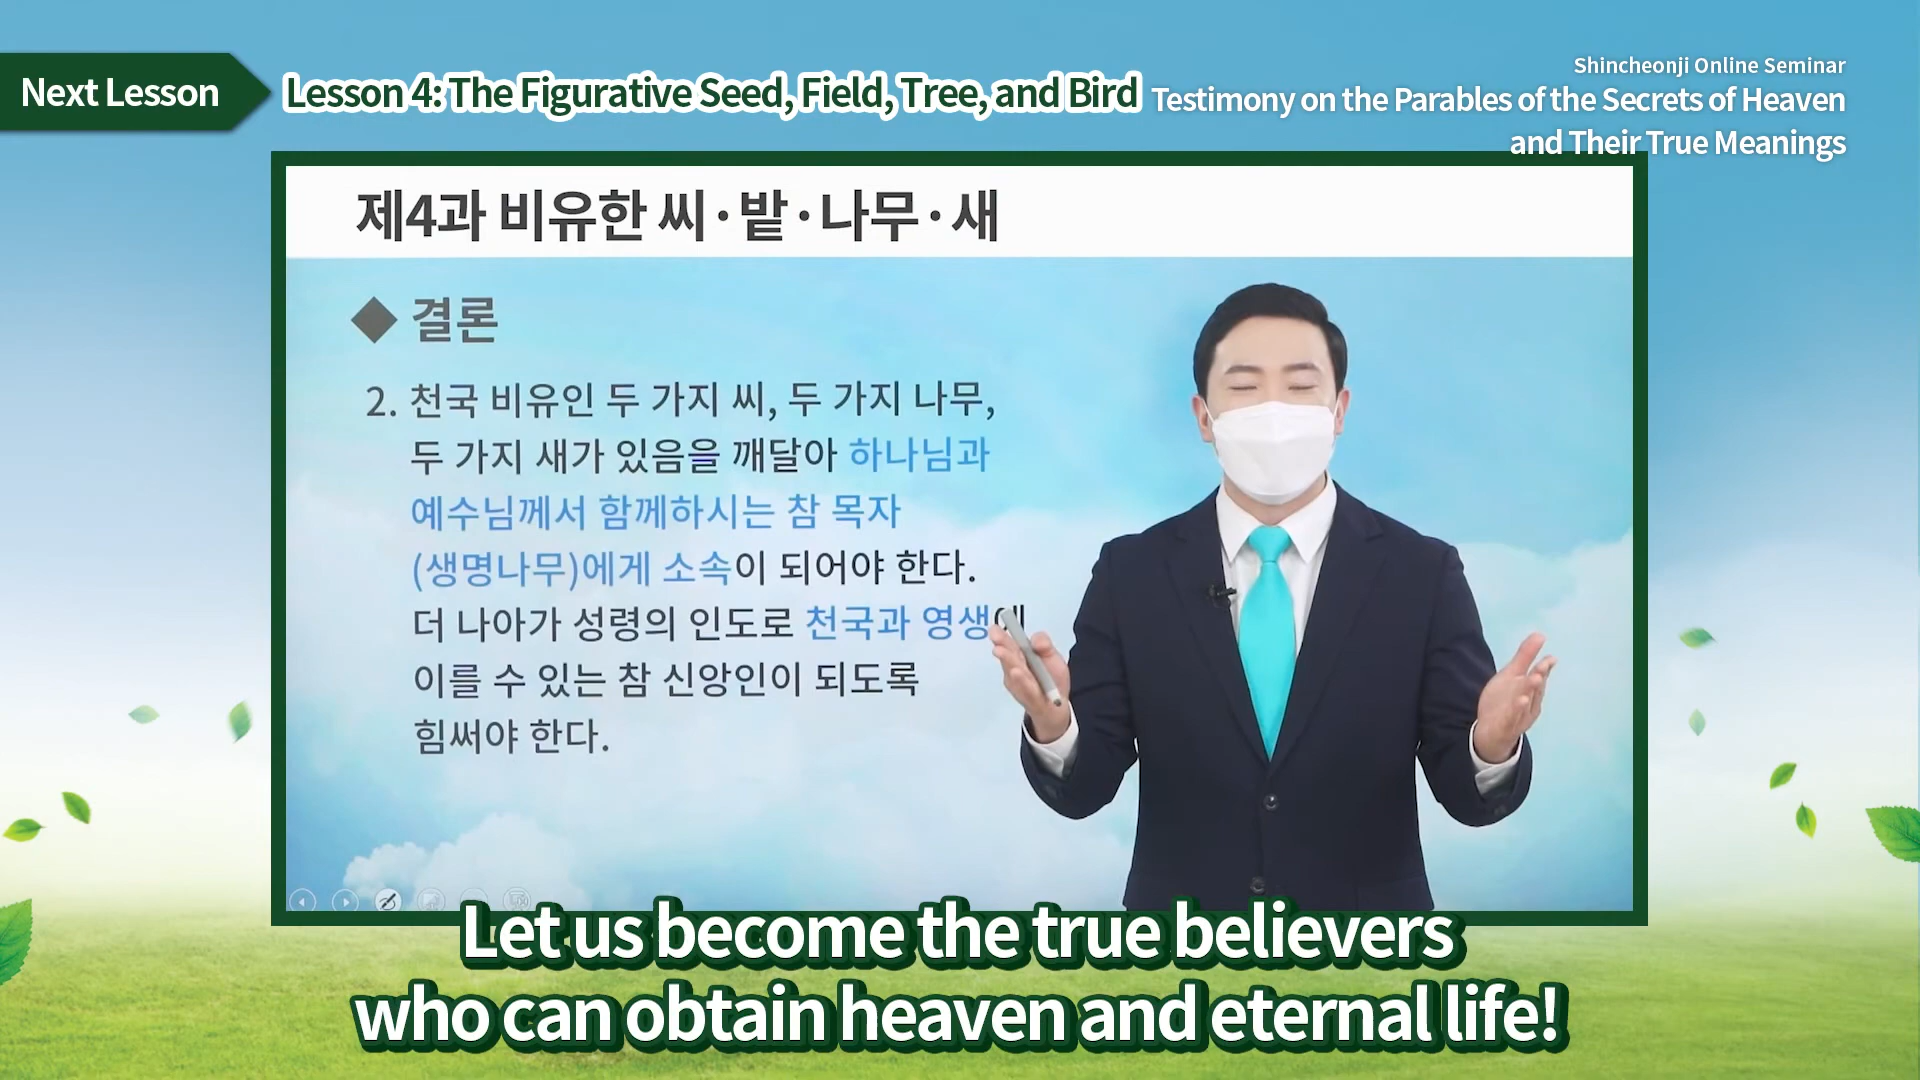 Next Lesson
Lesson 4: The Figurative Seed, Field, Tree, and Bird
Shincheonji Online Seminar
Testimony on the Parables of the Secrets of Heaven
and Their True Meanings
제4과 비유한 씨·밭·나무·새
◆ 결론
2. 천국 비유인 두 가지 씨, 두 가지 나무,
두 가지 새가 있음을 깨달아 하나님과
예수님께서 함께하시는 참 목자
(생명나무)에게 소속이 되어야 한다.
더 나아가 성령의 인도로 천국과 영생에
이를 수 있는 참 신앙인이 되도록
힘써야 한다.
Let us become the true believers
who can obtain heaven and eternal life!